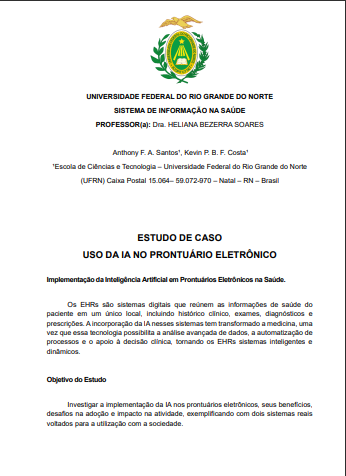 UNIVERSIDADE FEDERAL DO RIO GRANDE DO NORTE
SISTEMA DE INFORMAÇÃO NA SAÚDE
PROFESSOR(a): Dra. HELIANA BEZERRA SOARES
Anthony F. A. Santos¹, Kevin P. B. F. Costa¹
¹Escola de Ciências e Tecnologia – Universidade Federal do Rio Grande do Norte
(UFRN) Caixa Postal 15.064– 59.072-970 – Natal – RN – Brasil
ESTUDO DE CASO
USO DA IA NO PRONTUÁRIO ELETRÔNICO
Implementação da Inteligência Artificial em Prontuários Eletrônicos na Saúde.
Os EHRs são sistemas digitais que reúnem as informações de saúde do
paciente em um único local, incluindo histórico clínico, exames, diagnósticos e
prescrições. A incorporação da IA nesses sistemas tem transformado a medicina, uma
vez que essa tecnologia possibilita a análise avançada de dados, a automatização de
processos e o apoio à decisão clínica, tornando os EHRs sistemas inteligentes e
dinâmicos.
Objetivo do Estudo
Investigar a implementação da IA nos prontuários eletrônicos, seus benefícios,
desafios na adoção e impacto na atividade, exemplificando com dois sistemas reais
voltados para a utilização com a sociedade.